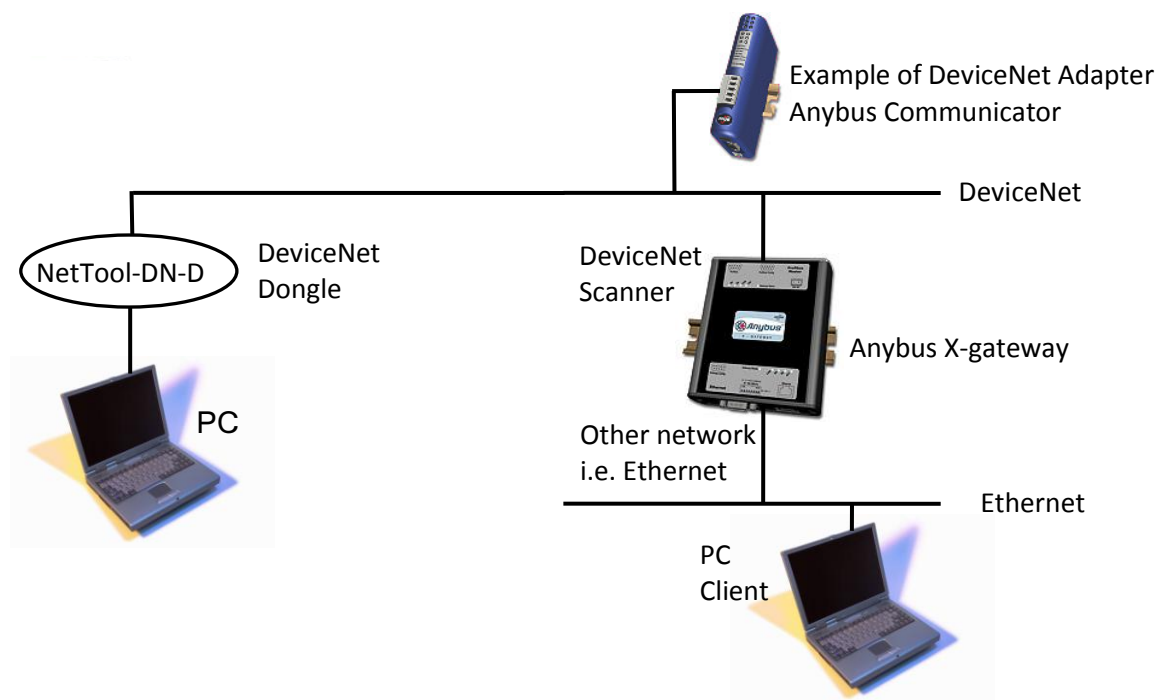 Example of DeviceNet Adapter
Anybus Communicator
DeviceNet
NetTool-DN-D
DeviceNet
Dongle
DeviceNet
Scanner
Anybus
Anybus X-gateway
PC
Other network
i.e. Ethernet
Ethernet
PC
Client